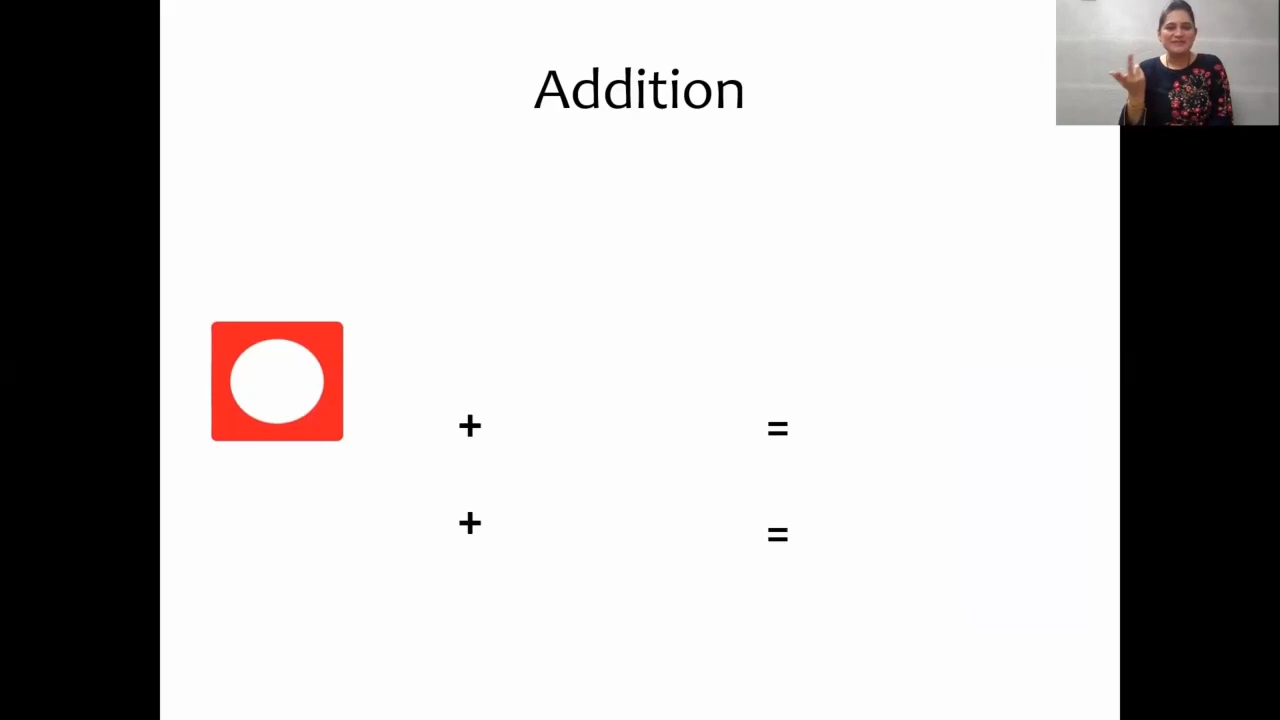 Addition
+ =
+ =